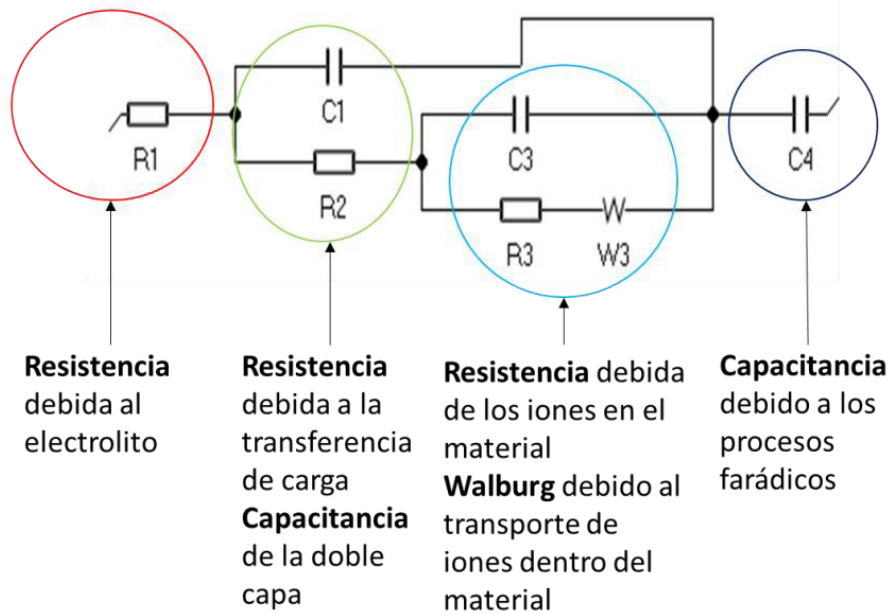 C1
R1
R2
C3
R3
W
W3
C4
Resistencia
debida al
electrolito
Resistencia
debida a la
transferencia
de carga
Capacitancia
de la doble
capa
Resistencia debida
de los iones en el
material
Walburg debido al
transporte de
iones dentro del
material
Capacitancia
debido a los
procesos
farádicos